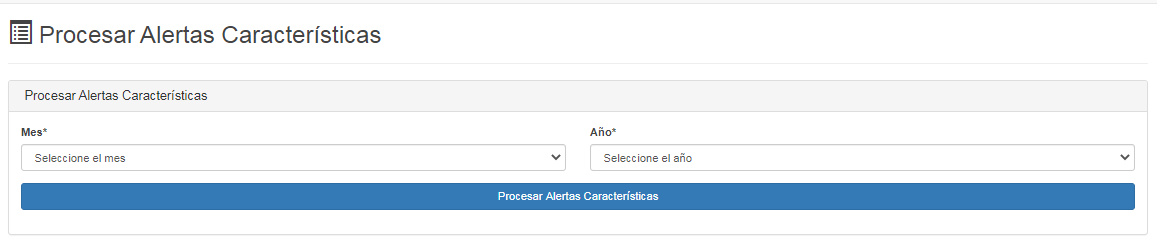 Procesar Alertas Características
Procesar Alertas Características
Mes*
Año*
Seleccione el mes
Seleccione el año
Procesar Alertas Características